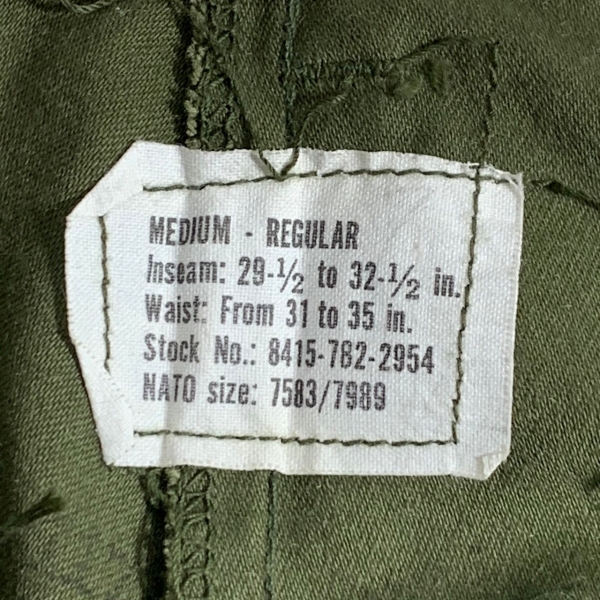 MEDIUM - REGULAR
Inseam: 29-1/2 to 32-1/2 in.
Waist: From 31 to 35 in.
Stock No.: 8415-782-2954
NATO size: 7583/7989